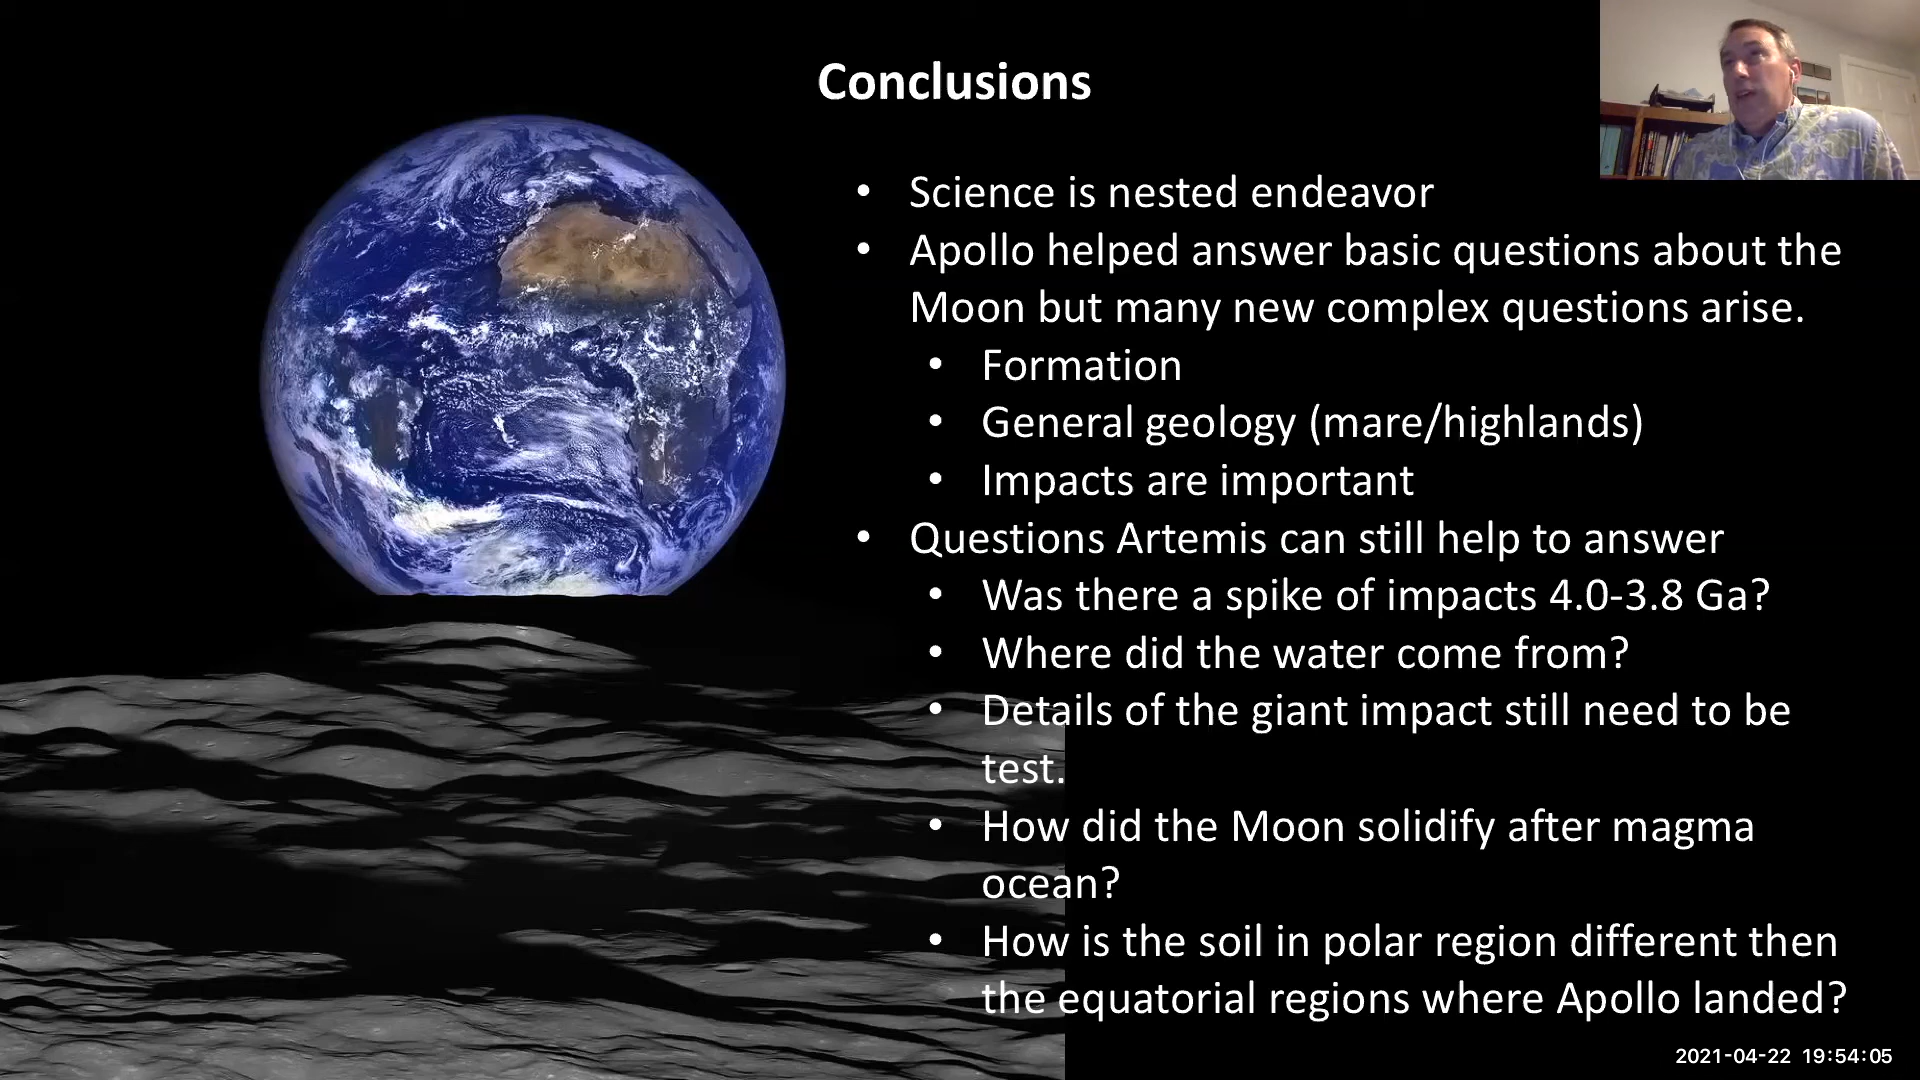 Conclusions
• Science is nested endeavor
• Apollo helped answer basic questions about the
Moon but many new complex questions arise.
• Formation
• General geology (mare/highlands)
• Impacts are important
• Questions Artemis can still help to answer
• Was there a spike of impacts 4.0-3.8 Ga?
• Where did the water come from?
• Details of the giant impact still need to be
test.
• How did the Moon solidify after magma
ocean?
• How is the soil in polar region different then
the equatorial regions where Apollo landed?
2021-04-22 19:54:05